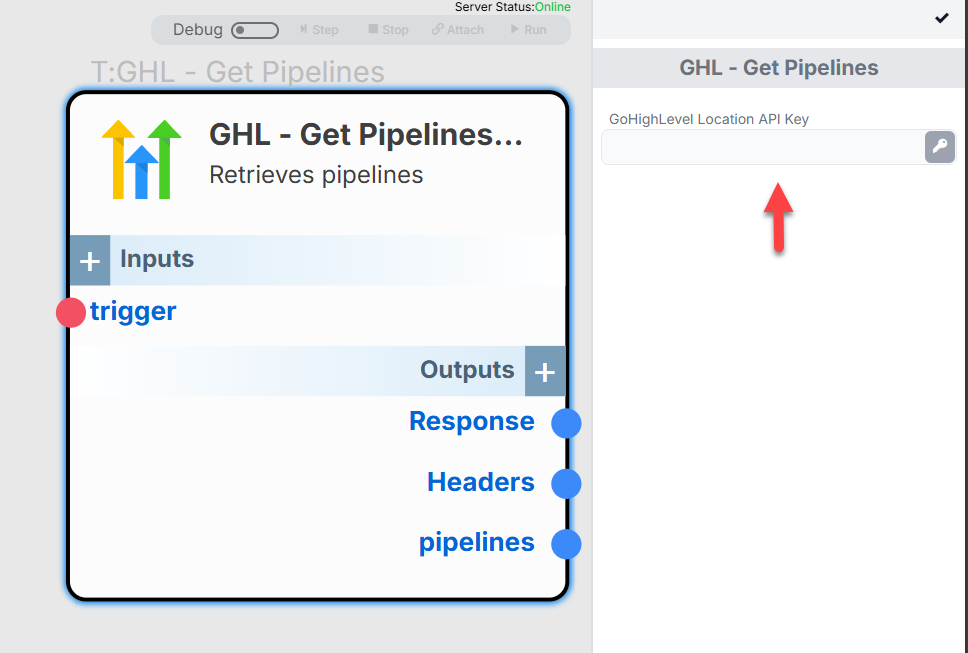 Server Status:Online
Debug Step Stop Attach Run
T:GHL - Get Pipelines
GHL - Get Pipelines...
Retrieves pipelines
Inputs
trigger
Outputs
Response
Headers
pipelines
GHL - Get Pipelines
GoHighLevel Location API Key